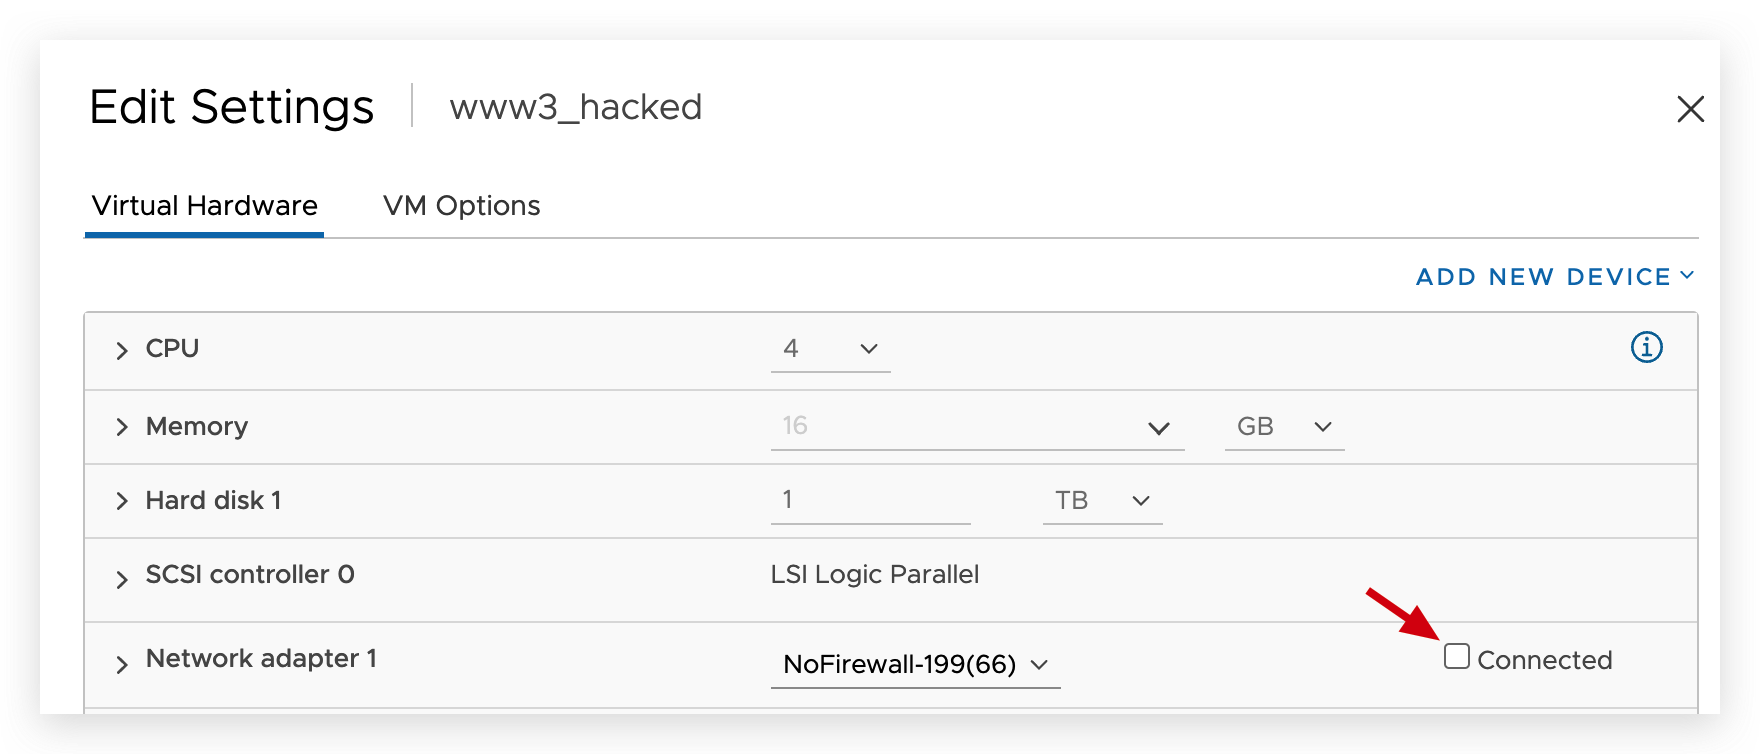 Edit Settings www3_hacked
Virtual Hardware VM Options
ADD NEW DEVICE
CPU 4
Memory 16 GB
Hard disk 1 1 TB
SCSI controller 0 LSI Logic Parallel
Network adapter 1 NoFirewall-199(66) Connected